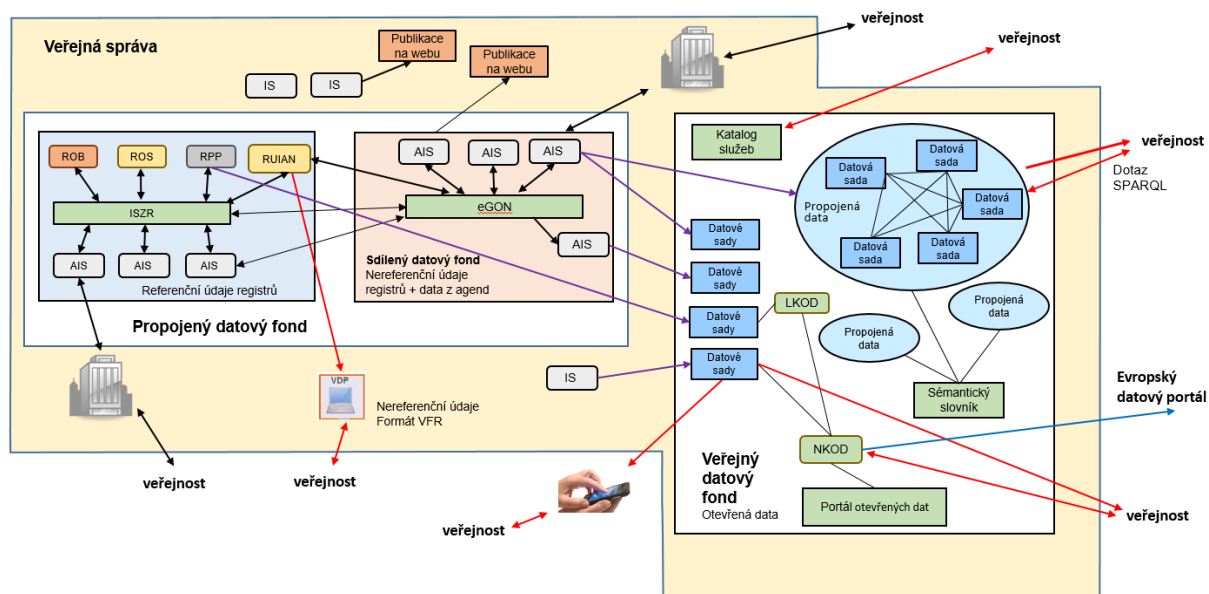 Veřejná správa
Publikace
na webu
Publikace
na webu
IS
IS
veřejnost
veřejnost
ROB
ROS
RPP
RUIAN
ISZR
AIS
AIS
AIS
Referenční údaje registrů
AIS
AIS
AIS
eGON
AIS
Sdílený datový fond
Nereferenční údaje
registrů + data z agend
Propojený datový fond
Katalog
služeb
Datová
sada
Datová
sada
Datová
sada
Datová
sada
Datová
sada
Propojená
data
veřejnost
Dotaz
SPARQL
Datové
sady
Datové
sady
Datové
sady
Datové
sady
LKOD
Propojená
data
Propojená
data
Sémantický
slovník
IS
VDP
Nereferenční údaje
Formát VFR
Evropský
datový portál
NKOD
Veřejný
datový
fond
Otevřená data
Portál otevřených dat
veřejnost
veřejnost
veřejnost
veřejnost